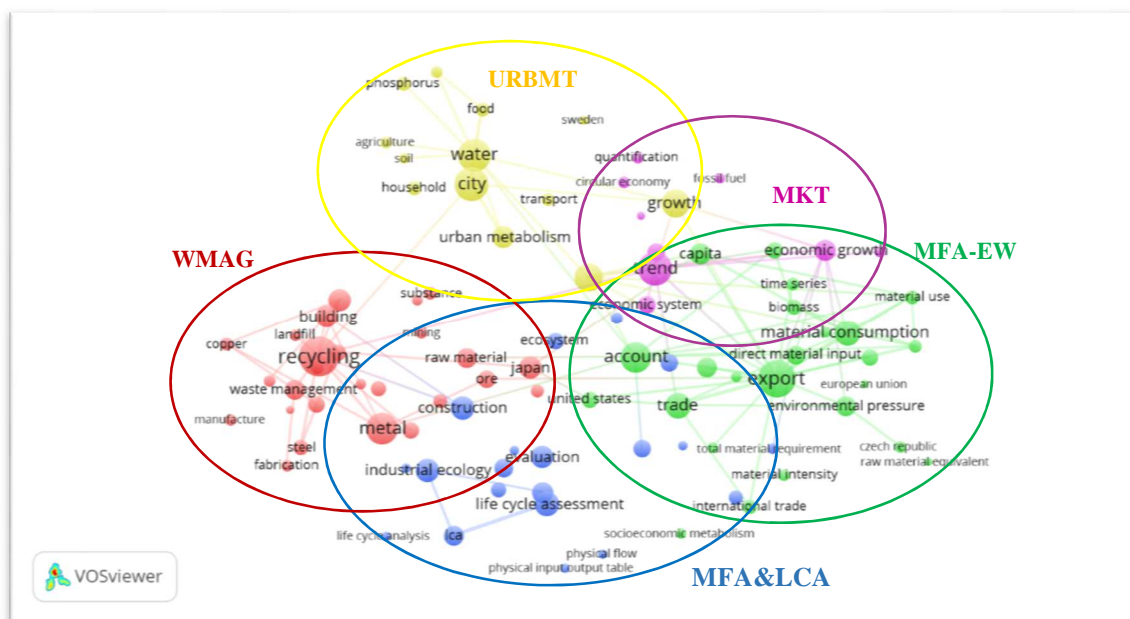 URBMT
phosphorus
food
sweden
agriculture
water
soil
quantification
household
city
circular economy
fossil fuel
MKT
transport
growth
urban metabolism
WMAG
trend
capita
economic growth
MFA-EW
time series
substance
economic system
biomass
material use
building
landfill
mining
ecosystem
material consumption
copper
recycling
raw material
account
direct material input
japan
ore
export
waste management
european union
united states
construction
trade
environmental pressure
manufacture
metal
steel
total material requirement
czech republic
fabrication
evaluation
raw material equivalent
industrial ecology
material intensity
life cycle assessment
international trade
life cycle analysis
lca
socioeconomic metabolism
physical flow
physical input output table
VOSviewer
MFA&LCA